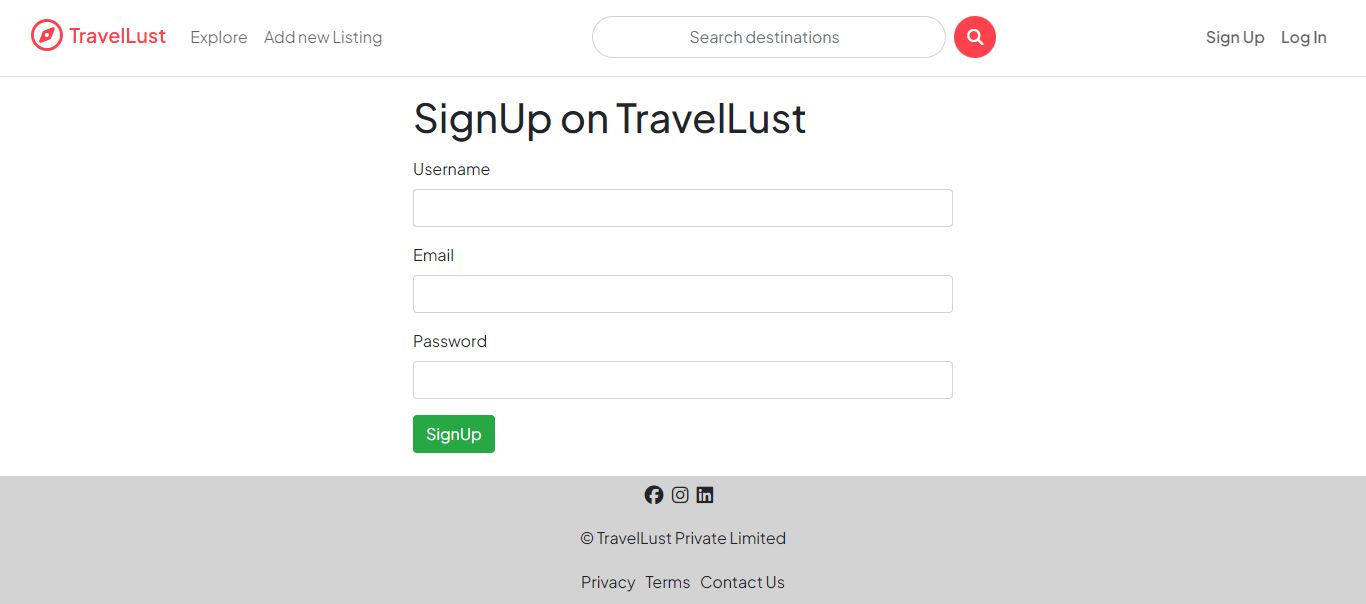 TravelLust Explore Add new Listing Search destinations Sign Up Log In
SignUp on TravelLust
Username
Email
Password
SignUp
© TravelLust Private Limited
Privacy Terms Contact Us